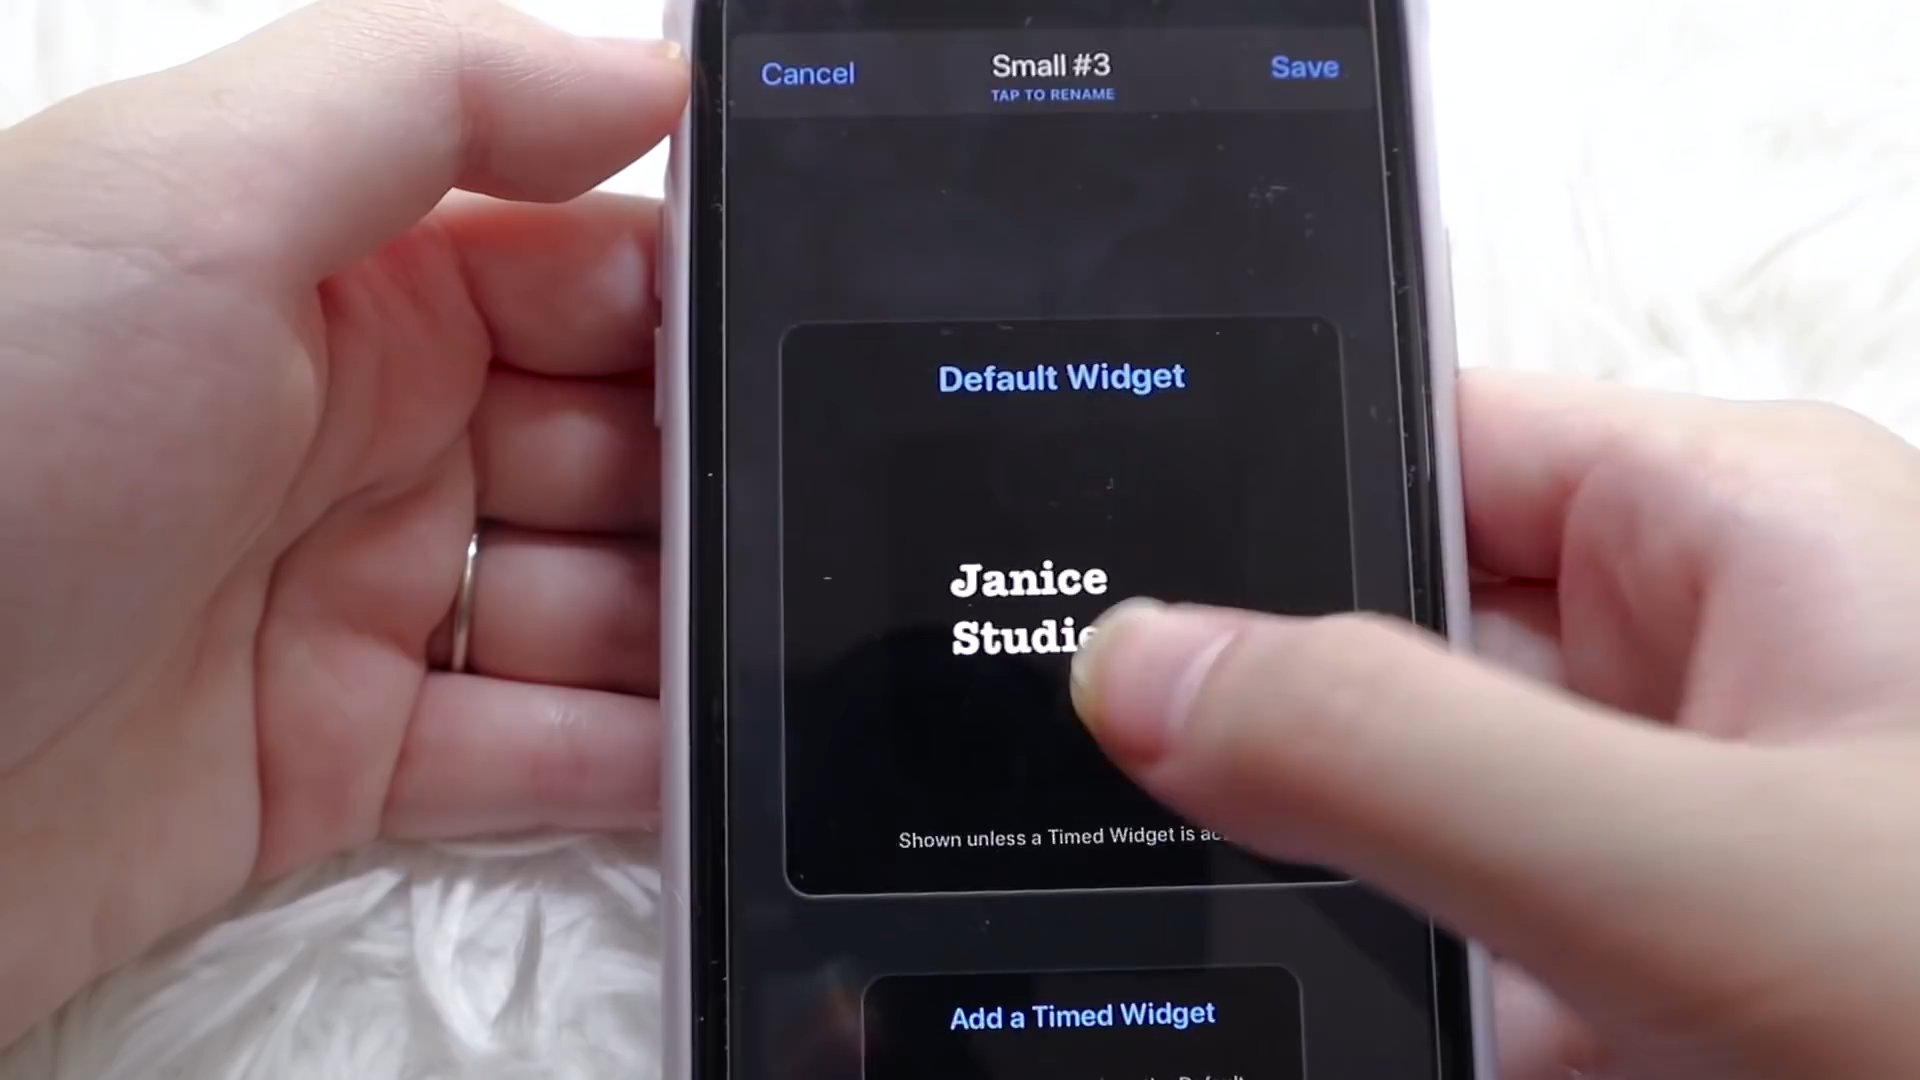 Cancel
Small #3
Save
TAP TO RENAME
Default Widget
Janice
Shown unless a Timed Widget is
Add a Timed Widget